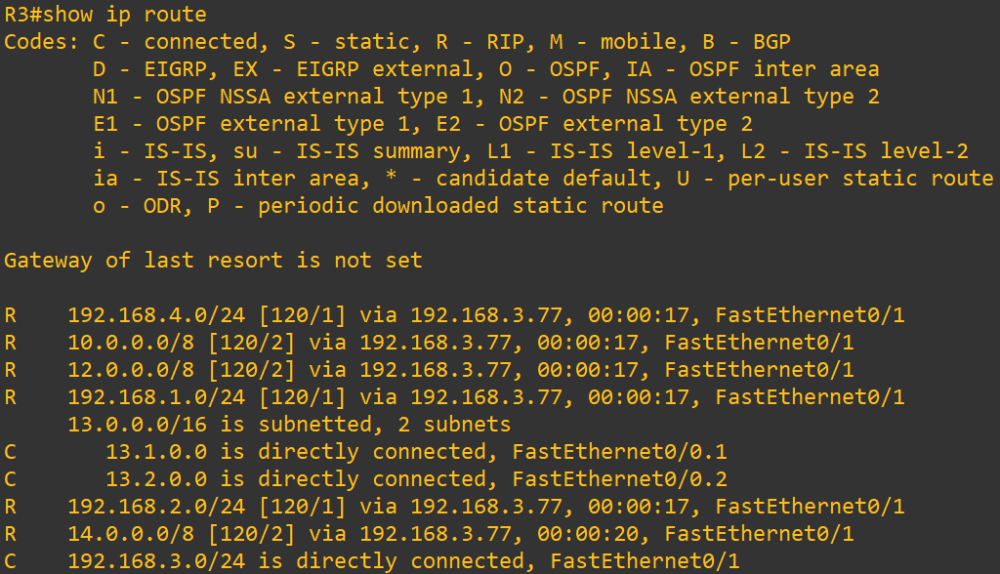 R3#show ip route
Codes: C - connected, S - static, R - RIP, M - mobile, B - BGP
       D - EIGRP, EX - EIGRP external, O - OSPF, IA - OSPF inter area
       N1 - OSPF NSSA external type 1, N2 - OSPF NSSA external type 2
       E1 - OSPF external type 1, E2 - OSPF external type 2
       i - IS-IS, su - IS-IS summary, L1 - IS-IS level-1, L2 - IS-IS level-2
       ia - IS-IS inter area, * - candidate default, U - per-user static route
       o - ODR, P - periodic downloaded static route

Gateway of last resort is not set

R    192.168.4.0/24 [120/1] via 192.168.3.77, 00:00:17, FastEthernet0/1
R    10.0.0.0/8 [120/2] via 192.168.3.77, 00:00:17, FastEthernet0/1
R    12.0.0.0/8 [120/2] via 192.168.3.77, 00:00:17, FastEthernet0/1
R    192.168.1.0/24 [120/1] via 192.168.3.77, 00:00:17, FastEthernet0/1
     13.0.0.0/16 is subnetted, 2 subnets
C       13.1.0.0 is directly connected, FastEthernet0/0.1
C       13.2.0.0 is directly connected, FastEthernet0/0.2
R    192.168.2.0/24 [120/1] via 192.168.3.77, 00:00:17, FastEthernet0/1
R    14.0.0.0/8 [120/2] via 192.168.3.77, 00:00:20, FastEthernet0/1
C    192.168.3.0/24 is directly connected, FastEthernet0/1